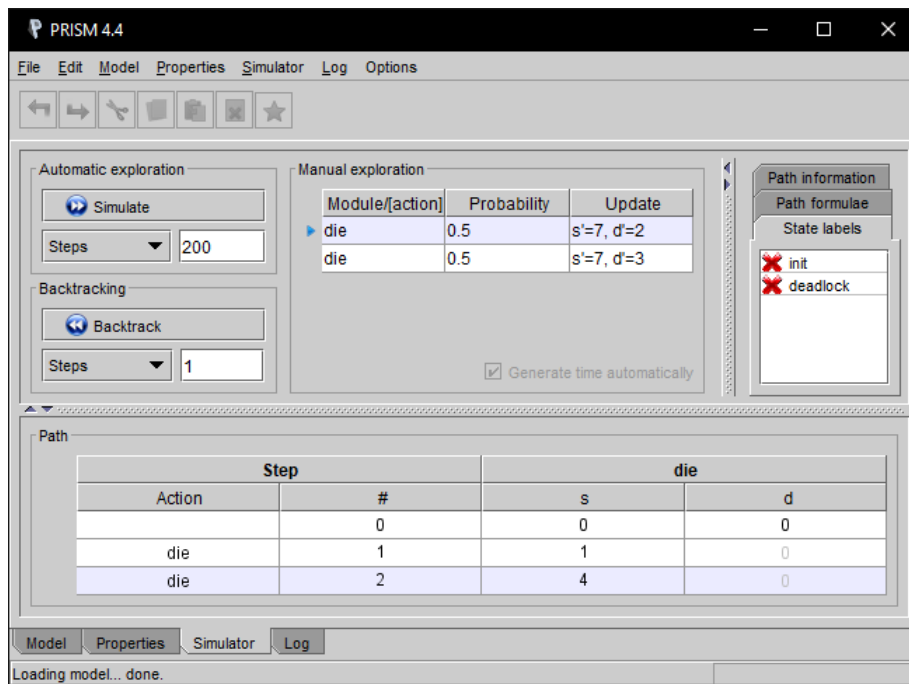 PRISM 4.4
File Edit Model Properties Simulator Log Options
Automatic exploration
Simulate
Steps 200
Backtracking
Backtrack
Steps 1
Manual exploration
Module/[action] Probability Update
die 0.5 s'=7, d'=2
die 0.5 s'=7, d'=3
Generate time automatically
Path information
Path formulae
State labels
init
deadlock
Path
Step die
Action # s d
0 0 0
die 1 1 0
die 2 4 0
Model Properties Simulator Log
Loading model... done.